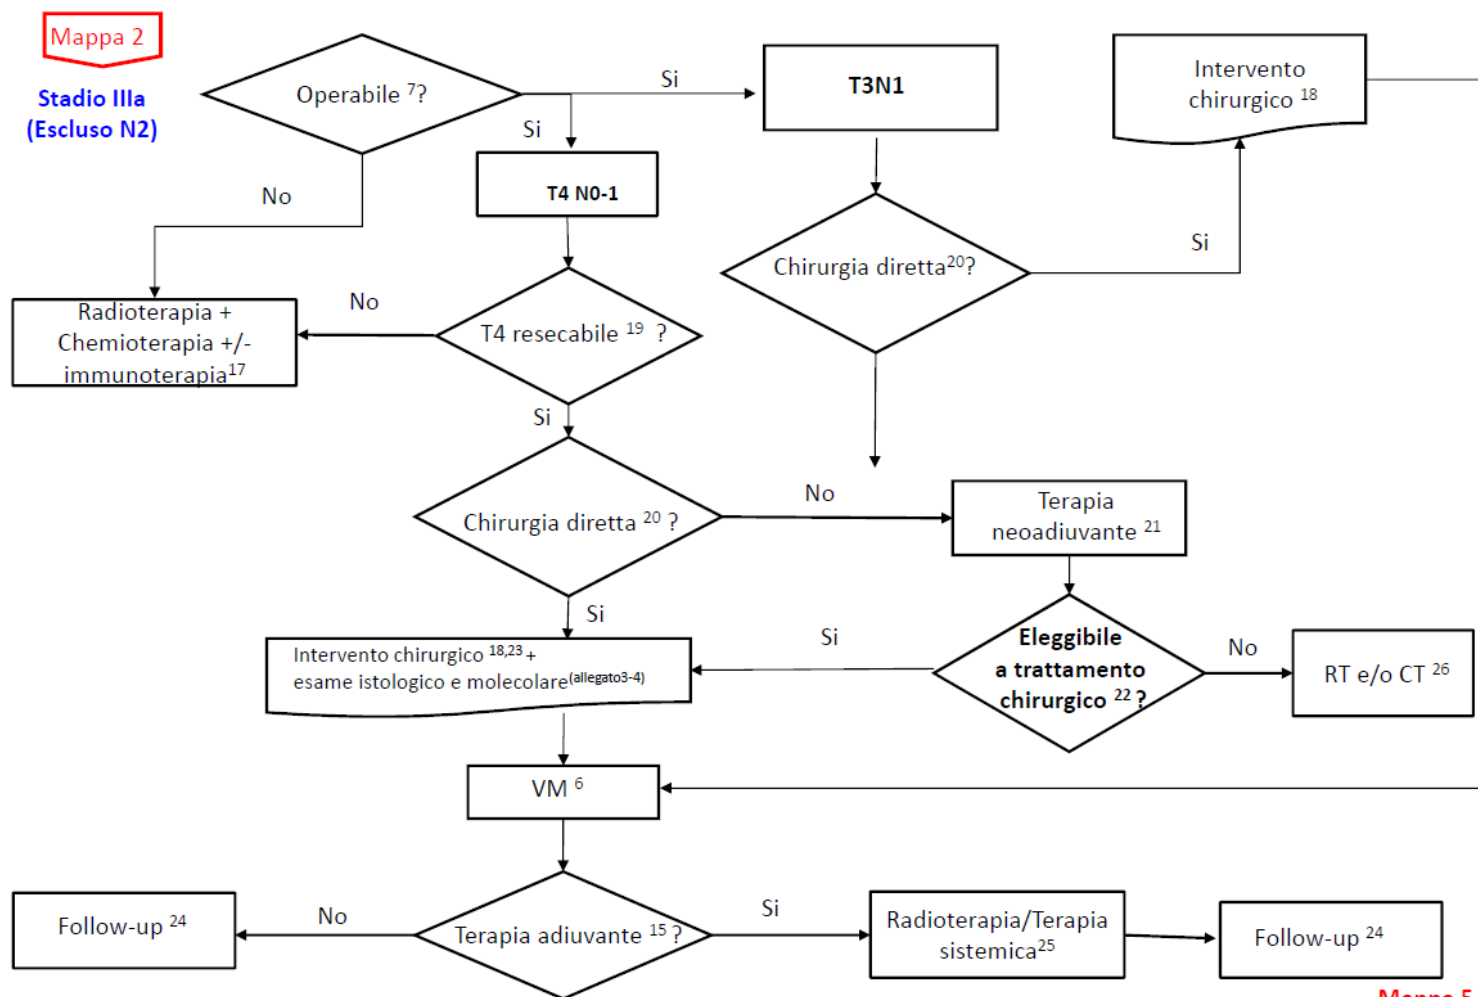 Mappa 2
Stadio IIIa
(Escluso N2)
Operabile 7?
Si
Si
No
T3N1
Intervento
chirurgico 18
T4 N0-1
Chirurgia diretta20?
Si
Radioterapia +
Chemioterapia +/-
immunoterapia17
No
T4 resecabile 19 ?
Si
Chirurgia diretta 20 ?
No
Terapia
neoadiuvante 21
Si
Intervento chirurgico 18,23 +
esame istologico e molecolare(allegato3-4)
Si
Eleggibile
a trattamento
chirurgico 22 ?
No
RT e/o CT 26
VM 6
Follow-up 24
No
Terapia adiuvante 15 ?
Si
Radioterapia/Terapia
sistemica25
Follow-up 24
Mappa 5